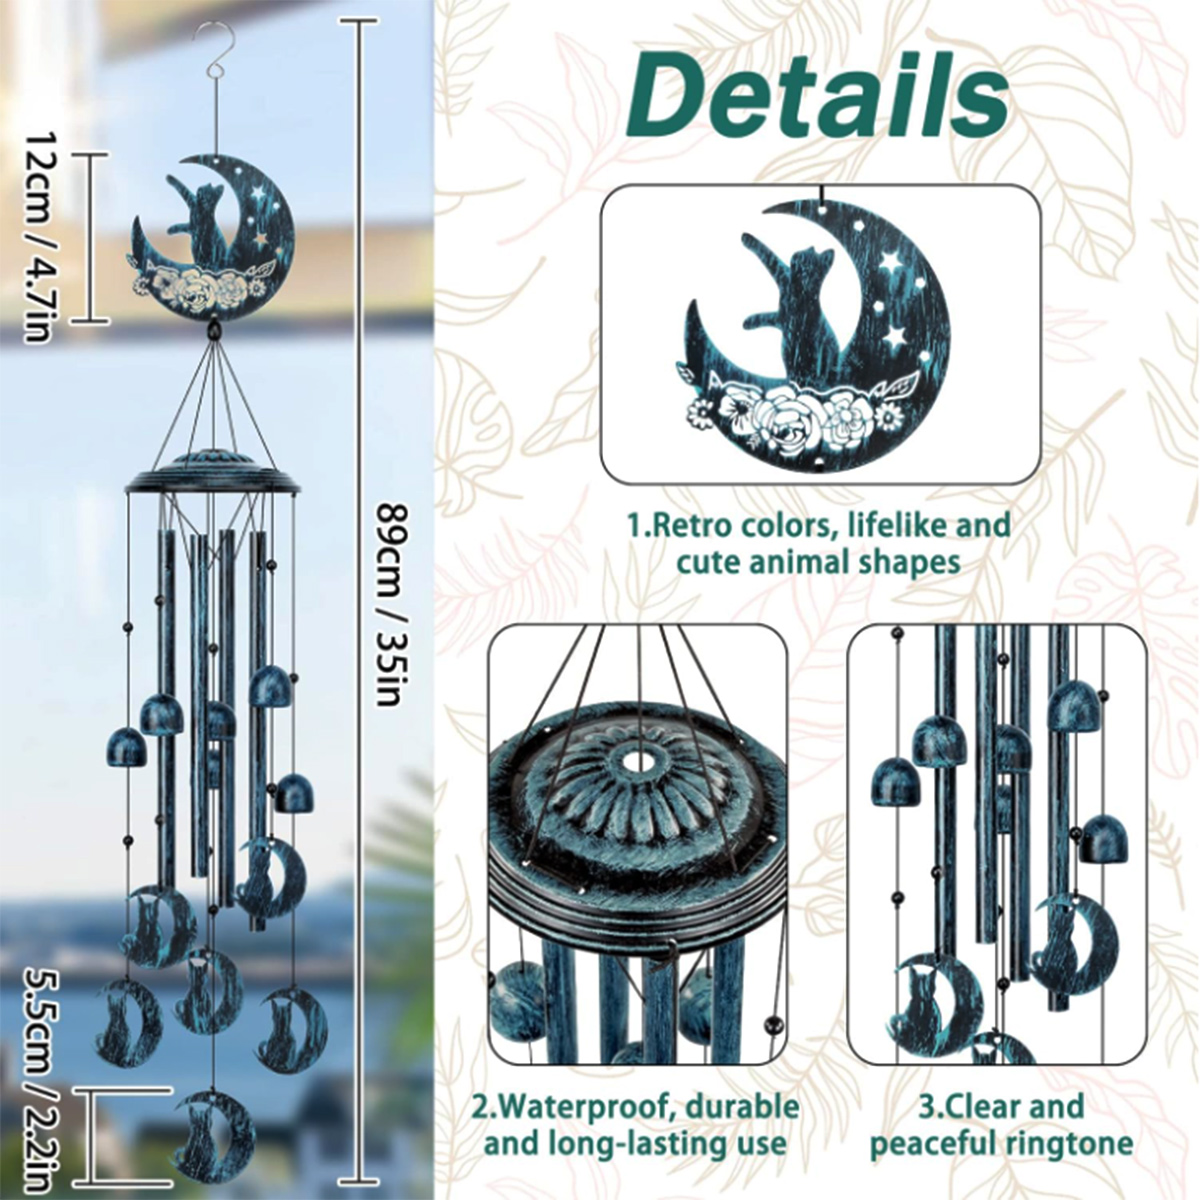 Details
12cm / 4.7in
89cm / 35in
5.5cm / 2.2in
1.Retro colors, lifelike and
cute animal shapes
2.Waterproof, durable
and long-lasting use
3.Clear and
peaceful ringtone